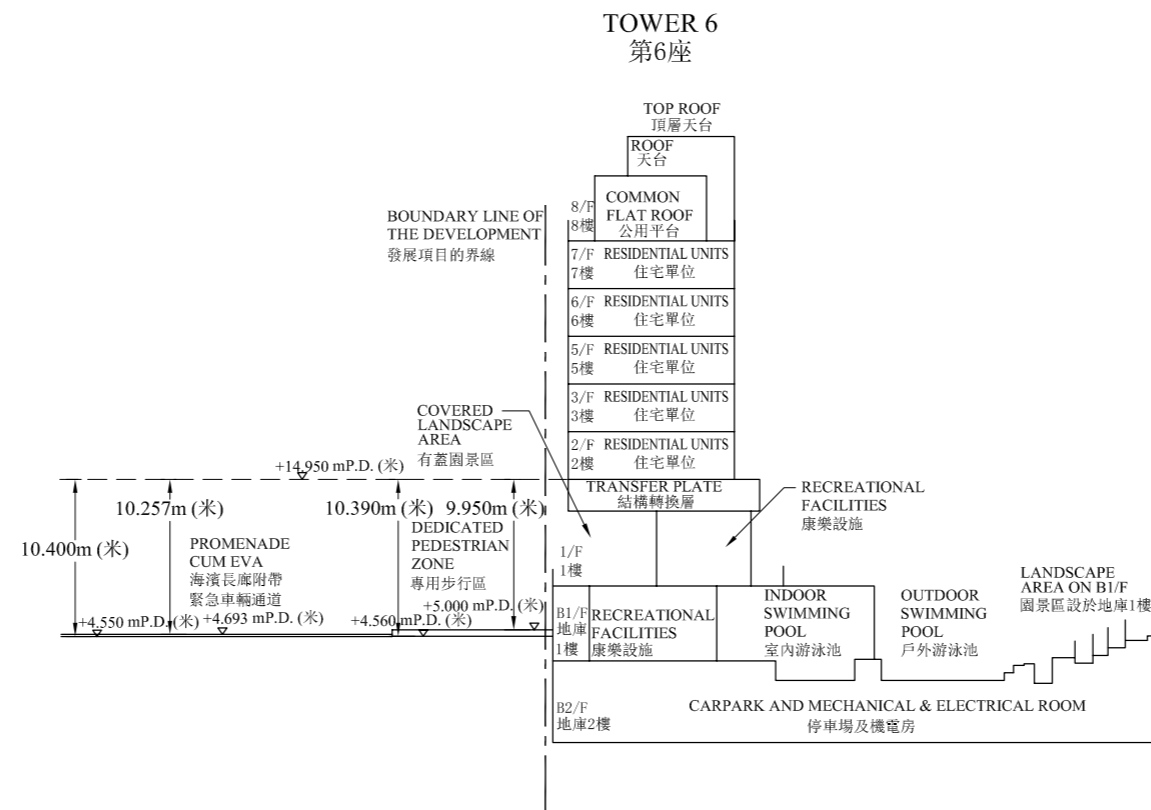 TOWER 6
第6座
TOP ROOF
頂層天台
ROOF
天台
8/F
8樓
COMMON
FLAT ROOF
公用平台
BOUNDARY LINE OF
THE DEVELOPMENT
發展項目的界線
7/F RESIDENTIAL UNITS
7樓 住宅單位
6/F RESIDENTIAL UNITS
6樓 住宅單位
5/F RESIDENTIAL UNITS
5樓 住宅單位
3/F RESIDENTIAL UNITS
3樓 住宅單位
2/F RESIDENTIAL UNITS
2樓 住宅單位
COVERED
LANDSCAPE
AREA
有蓋園景區
+14.950 mP.D. (米)
TRANSFER PLATE
結構轉換層
RECREATIONAL
FACILITIES
康樂設施
10.400m (米)
10.257m (米)
10.390m (米)
9.950m (米)
PROMENADE
CUM EVA
海濱長廊附帶
緊急車輛通道
DEDICATED
PEDESTRIAN
ZONE
專用步行區
1/F
1樓
+4.550 mP.D. (米)
+4.693 mP.D. (米)
+4.560 mP.D. (米)
+5.000 mP.D. (米)
B1/F
地庫
1樓
RECREATIONAL
FACILITIES
康樂設施
INDOOR
SWIMMING
POOL
室內游泳池
OUTDOOR
SWIMMING
POOL
戶外游泳池
LANDSCAPE
AREA ON B1/F
園景區設於地庫1樓
B2/F
地庫2樓
CARPARK AND MECHANICAL & ELECTRICAL ROOM
停車場及機電房